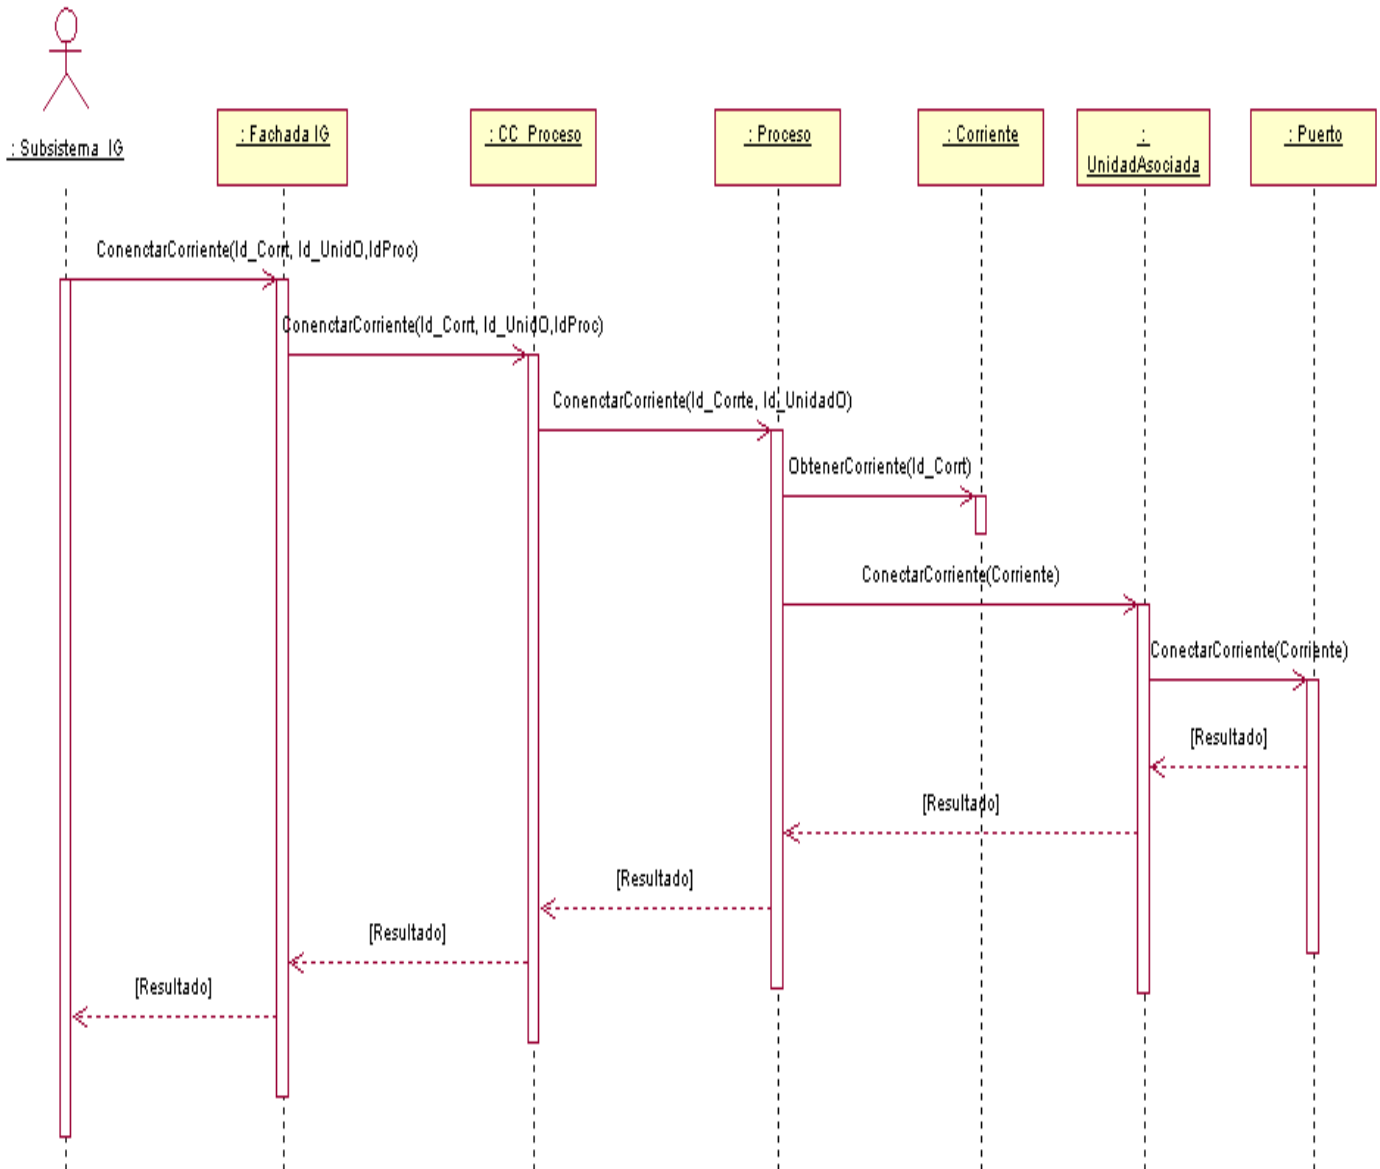 : Subsistema_IG
: Fachada IG
: CC_Proceso
: Proceso
: Corriente
:
UnidadAsociada
: Puerto
ConenctarCorriente(Id_Corrt, Id_UnidO,IdProc)
ConenctarCorriente(Id_Corrt, Id_UnidO,IdProc)
ConenctarCorriente(Id_Corrte, Id_UnidadO)
ObtenerCorriente(Id_Corrt)
ConectarCorriente(Corriente)
ConectarCorriente(Corriente)
[Resultado]
[Resultado]
[Resultado]
[Resultado]
[Resultado]